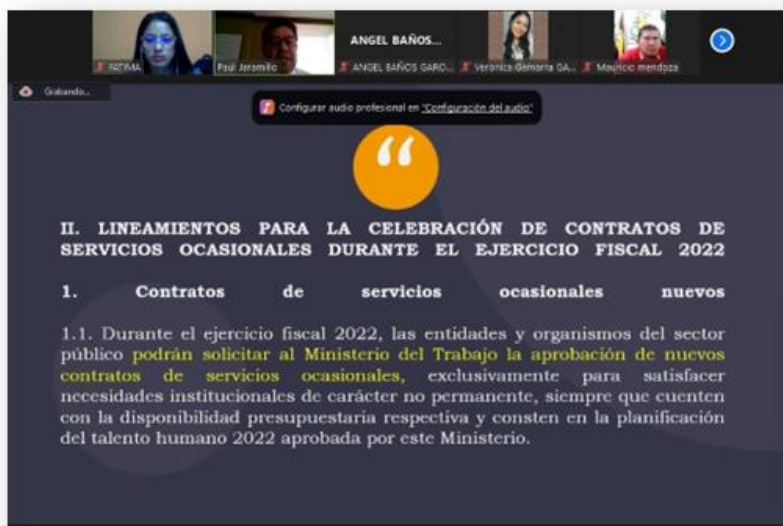 ANGEL BAÑOS...
FATIMA
Paúl Jaramillo
ANGEL BAÑOS GARO...
Veronica Gamarra GA...
Mauricio mendoza
Grabando...
Configurar audio profesional en "Configuración del audio"
“
II. LINEAMIENTOS PARA LA CELEBRACIÓN DE CONTRATOS DE
SERVICIOS OCASIONALES DURANTE EL EJERCICIO FISCAL 2022
1. Contratos de servicios ocasionales nuevos
1.1. Durante el ejercicio fiscal 2022, las entidades y organismos del sector
público podrán solicitar al Ministerio del Trabajo la aprobación de nuevos
contratos de servicios ocasionales, exclusivamente para satisfacer
necesidades institucionales de carácter no permanente, siempre que cuenten
con la disponibilidad presupuestaria respectiva y consten en la planificación
del talento humano 2022 aprobada por este Ministerio.